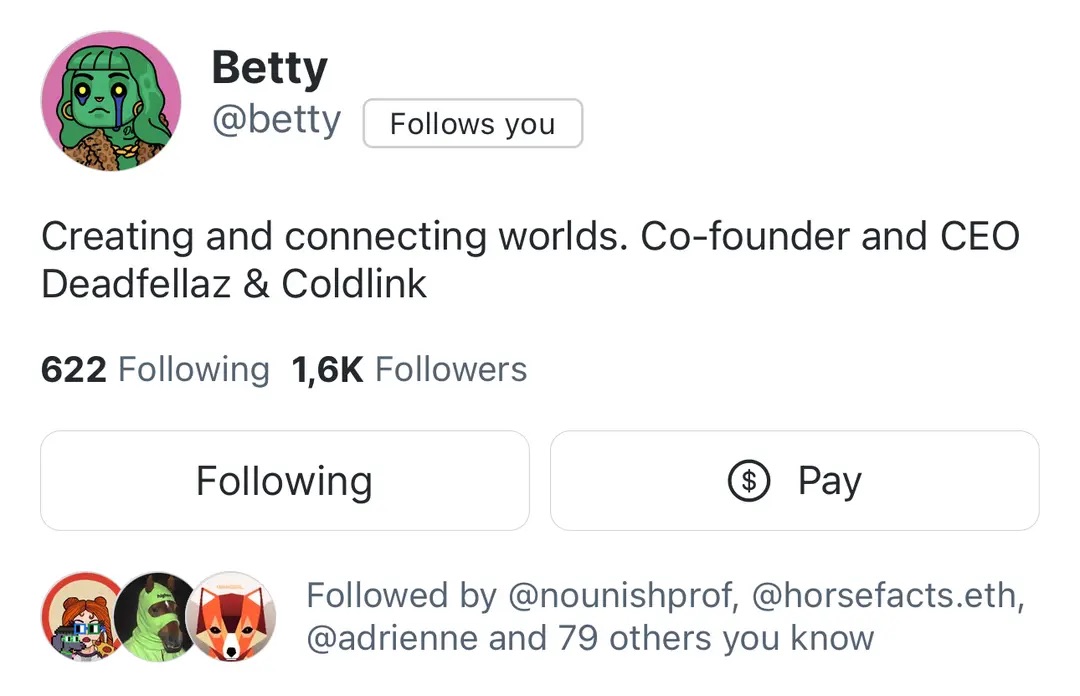 Betty
@betty Follows you
Creating and connecting worlds. Co-founder and CEO
Deadfellaz & Coldlink
622 Following 1,6K Followers
Following
Pay
Followed by @nounishprof, @horsefacts.eth,
@adrienne and 79 others you know